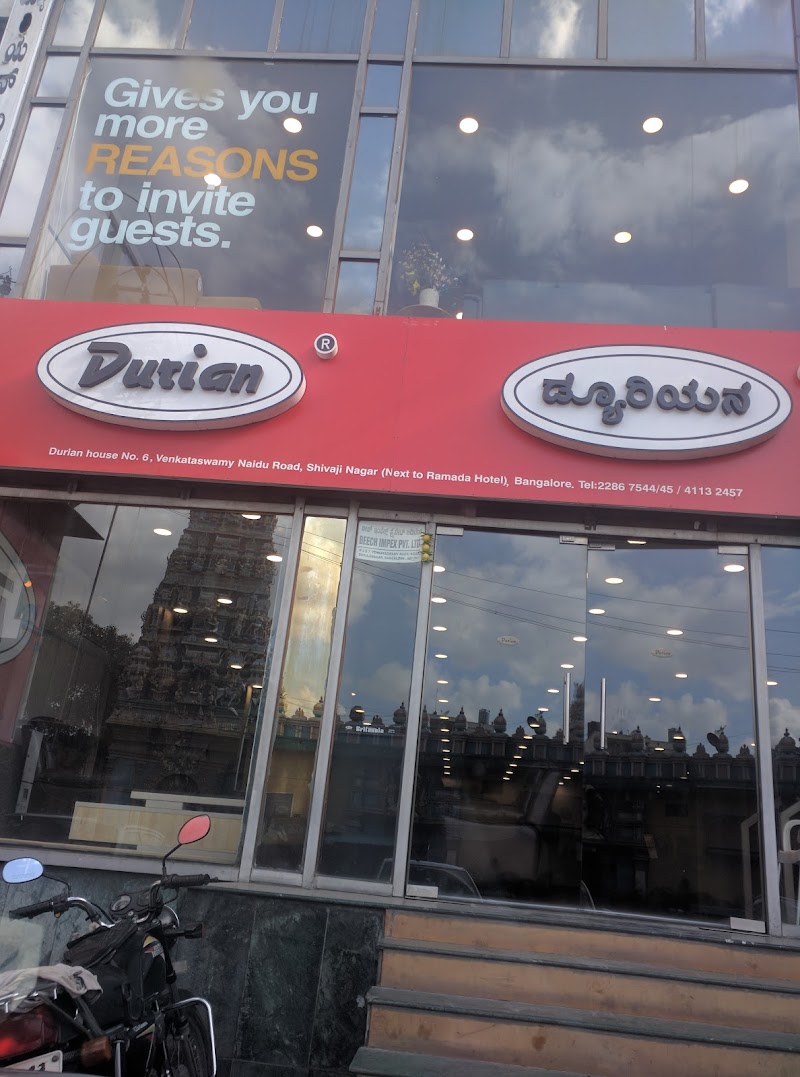 Gives you
more
REASONS
to invite
guests.
Durian
R
ಡ್ಯೂರಿಯನ
Durian house No. 6, Venkataswamy Naidu Road, Shivaji Nagar (Next to Ramada Hotel), Bangalore. Tel:2286 7544/45 / 4113 2457
BEECH IMPEX PVT. LTD.
Britannia